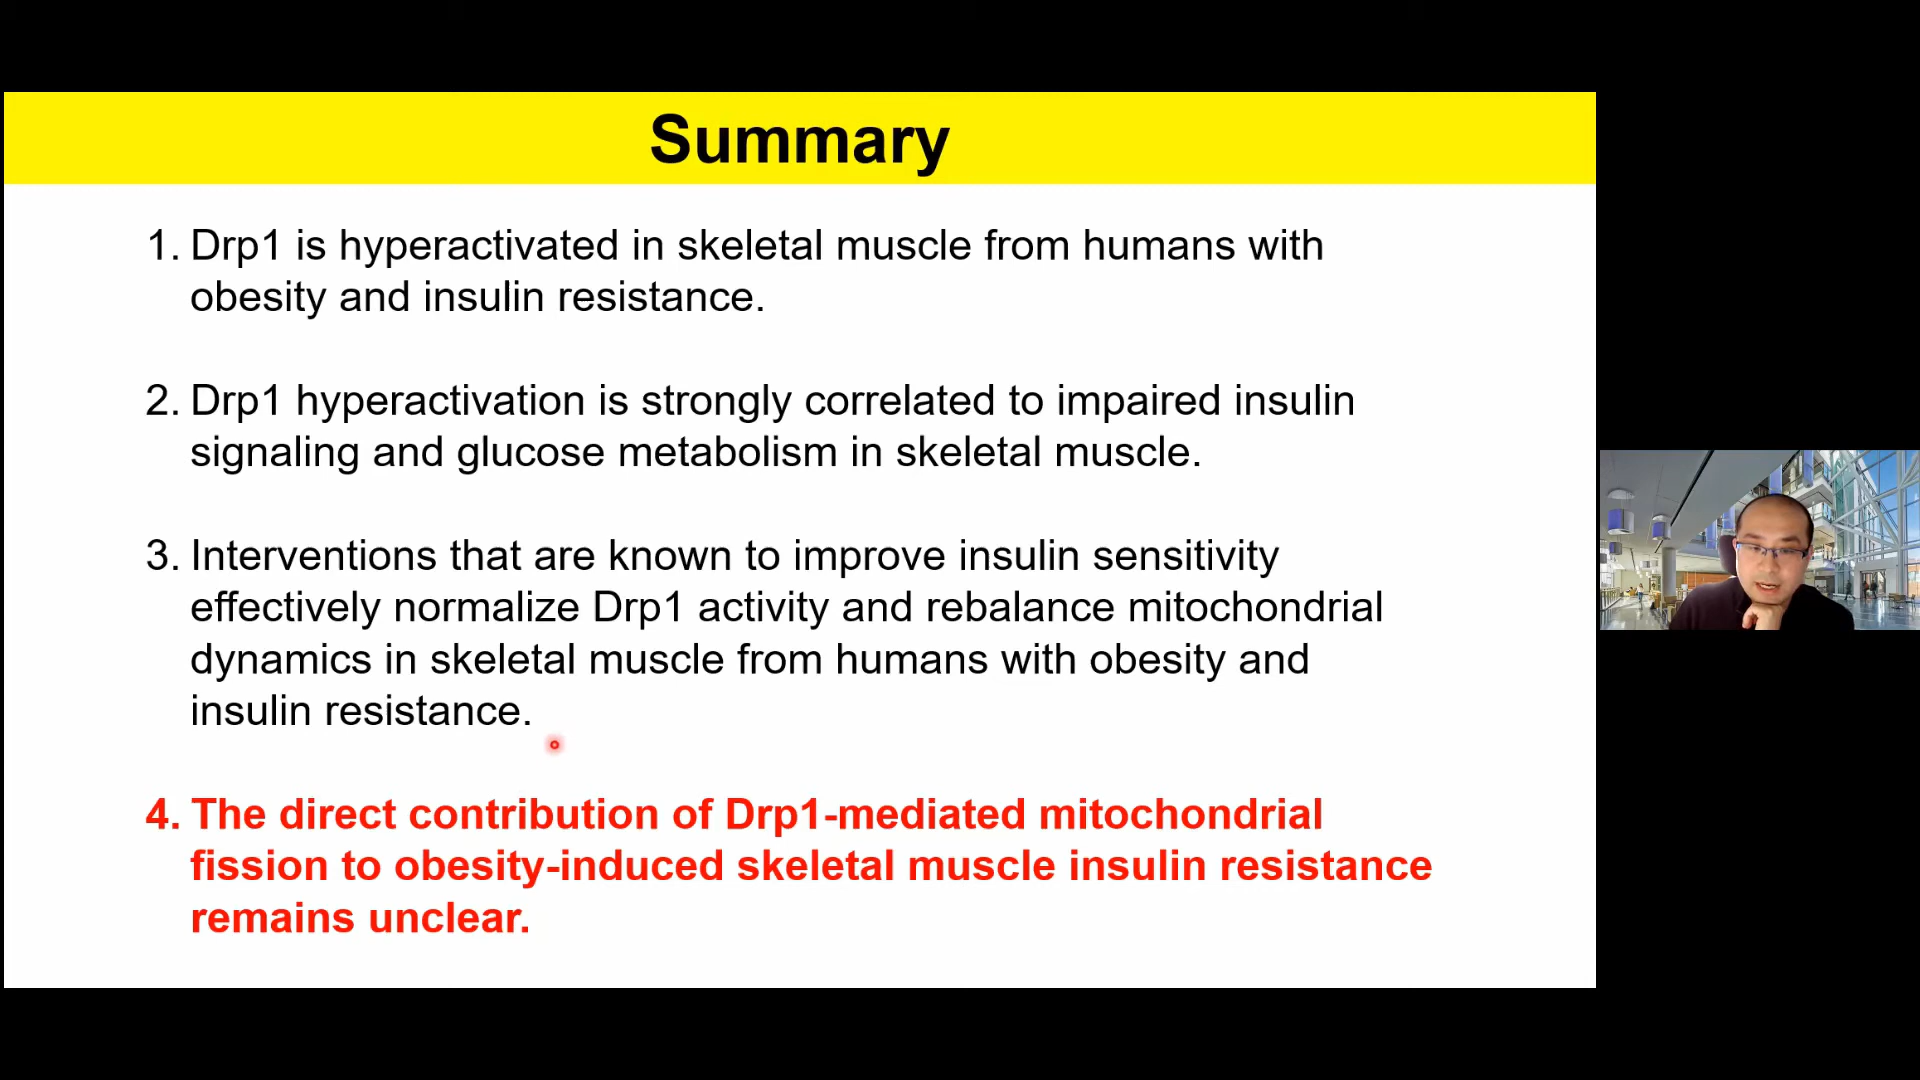 Summary
1. Drp1 is hyperactivated in skeletal muscle from humans with
obesity and insulin resistance.
2. Drp1 hyperactivation is strongly correlated to impaired insulin
signaling and glucose metabolism in skeletal muscle.
3. Interventions that are known to improve insulin sensitivity
effectively normalize Drp1 activity and rebalance mitochondrial
dynamics in skeletal muscle from humans with obesity and
insulin resistance.
4. The direct contribution of Drp1-mediated mitochondrial
fission to obesity-induced skeletal muscle insulin resistance
remains unclear.